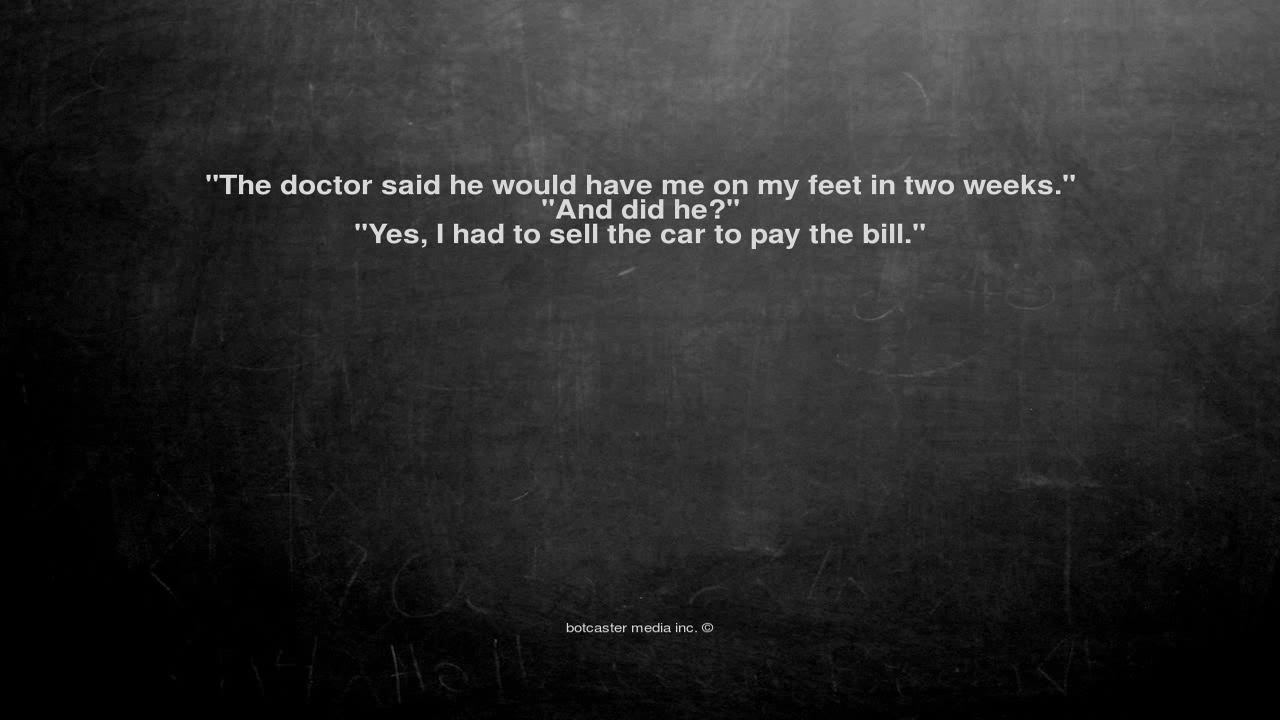 "The doctor said he would have me on my feet in two weeks."
"And did he?"
"Yes, I had to sell the car to pay the bill."
botcaster media inc. ©